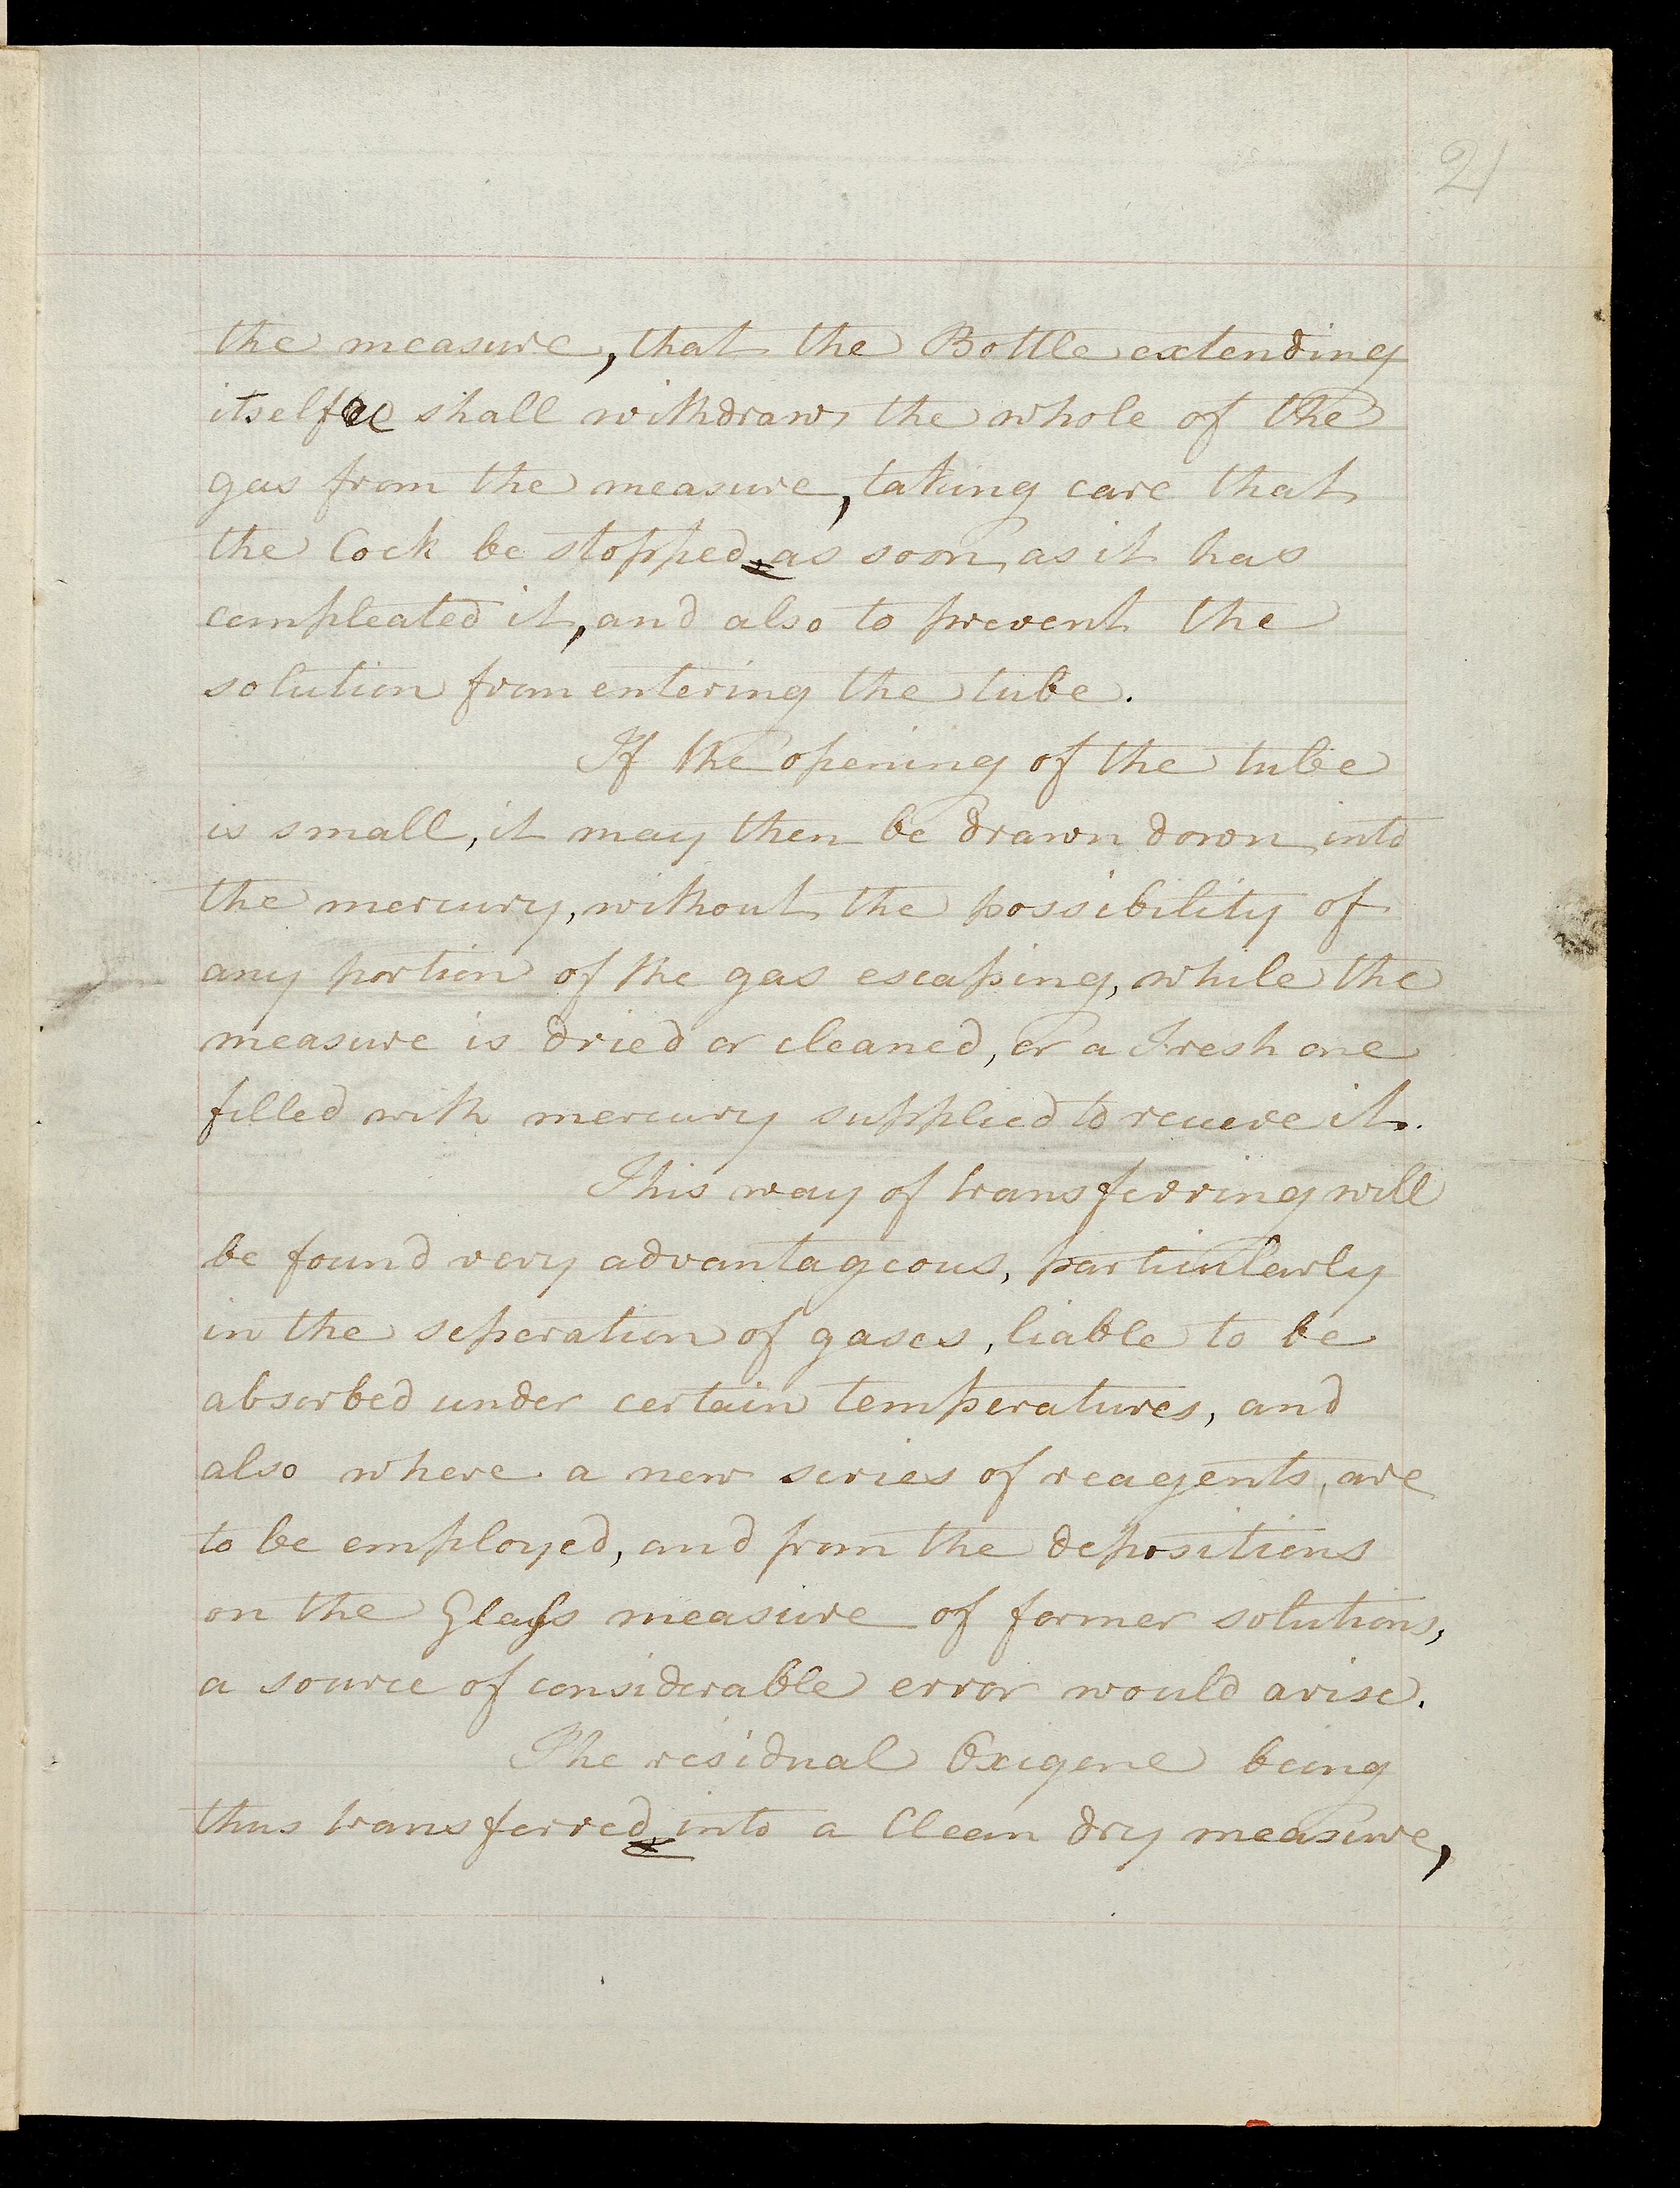 21
the measure, that the Bottle extending
itself shall withdraw, the whole of the
gas from the measure, taking care that
the Cock be stopped as soon, as it has
compleated it, and also to prevent the
solution from entering the tube.
If the opening of the tube
is small, it may then be drawn down into
the mercury, without the possibility of
any portion of the gas escaping, while the
measure is dried or cleaned, or a Fresh one
filled with mercury supplied to receive it.
This way of transferring will
be found very advantageous, particularly
in the seperation of gases, liable to be
absorbed under certain temperatures, and
also where a new series of reagents, are
to be employed, and from the depositions
on the Glass measure of former solutions,
a source of considerable error would arise.
The residual Oxigene being
thus transferred into a Clean dry measure,